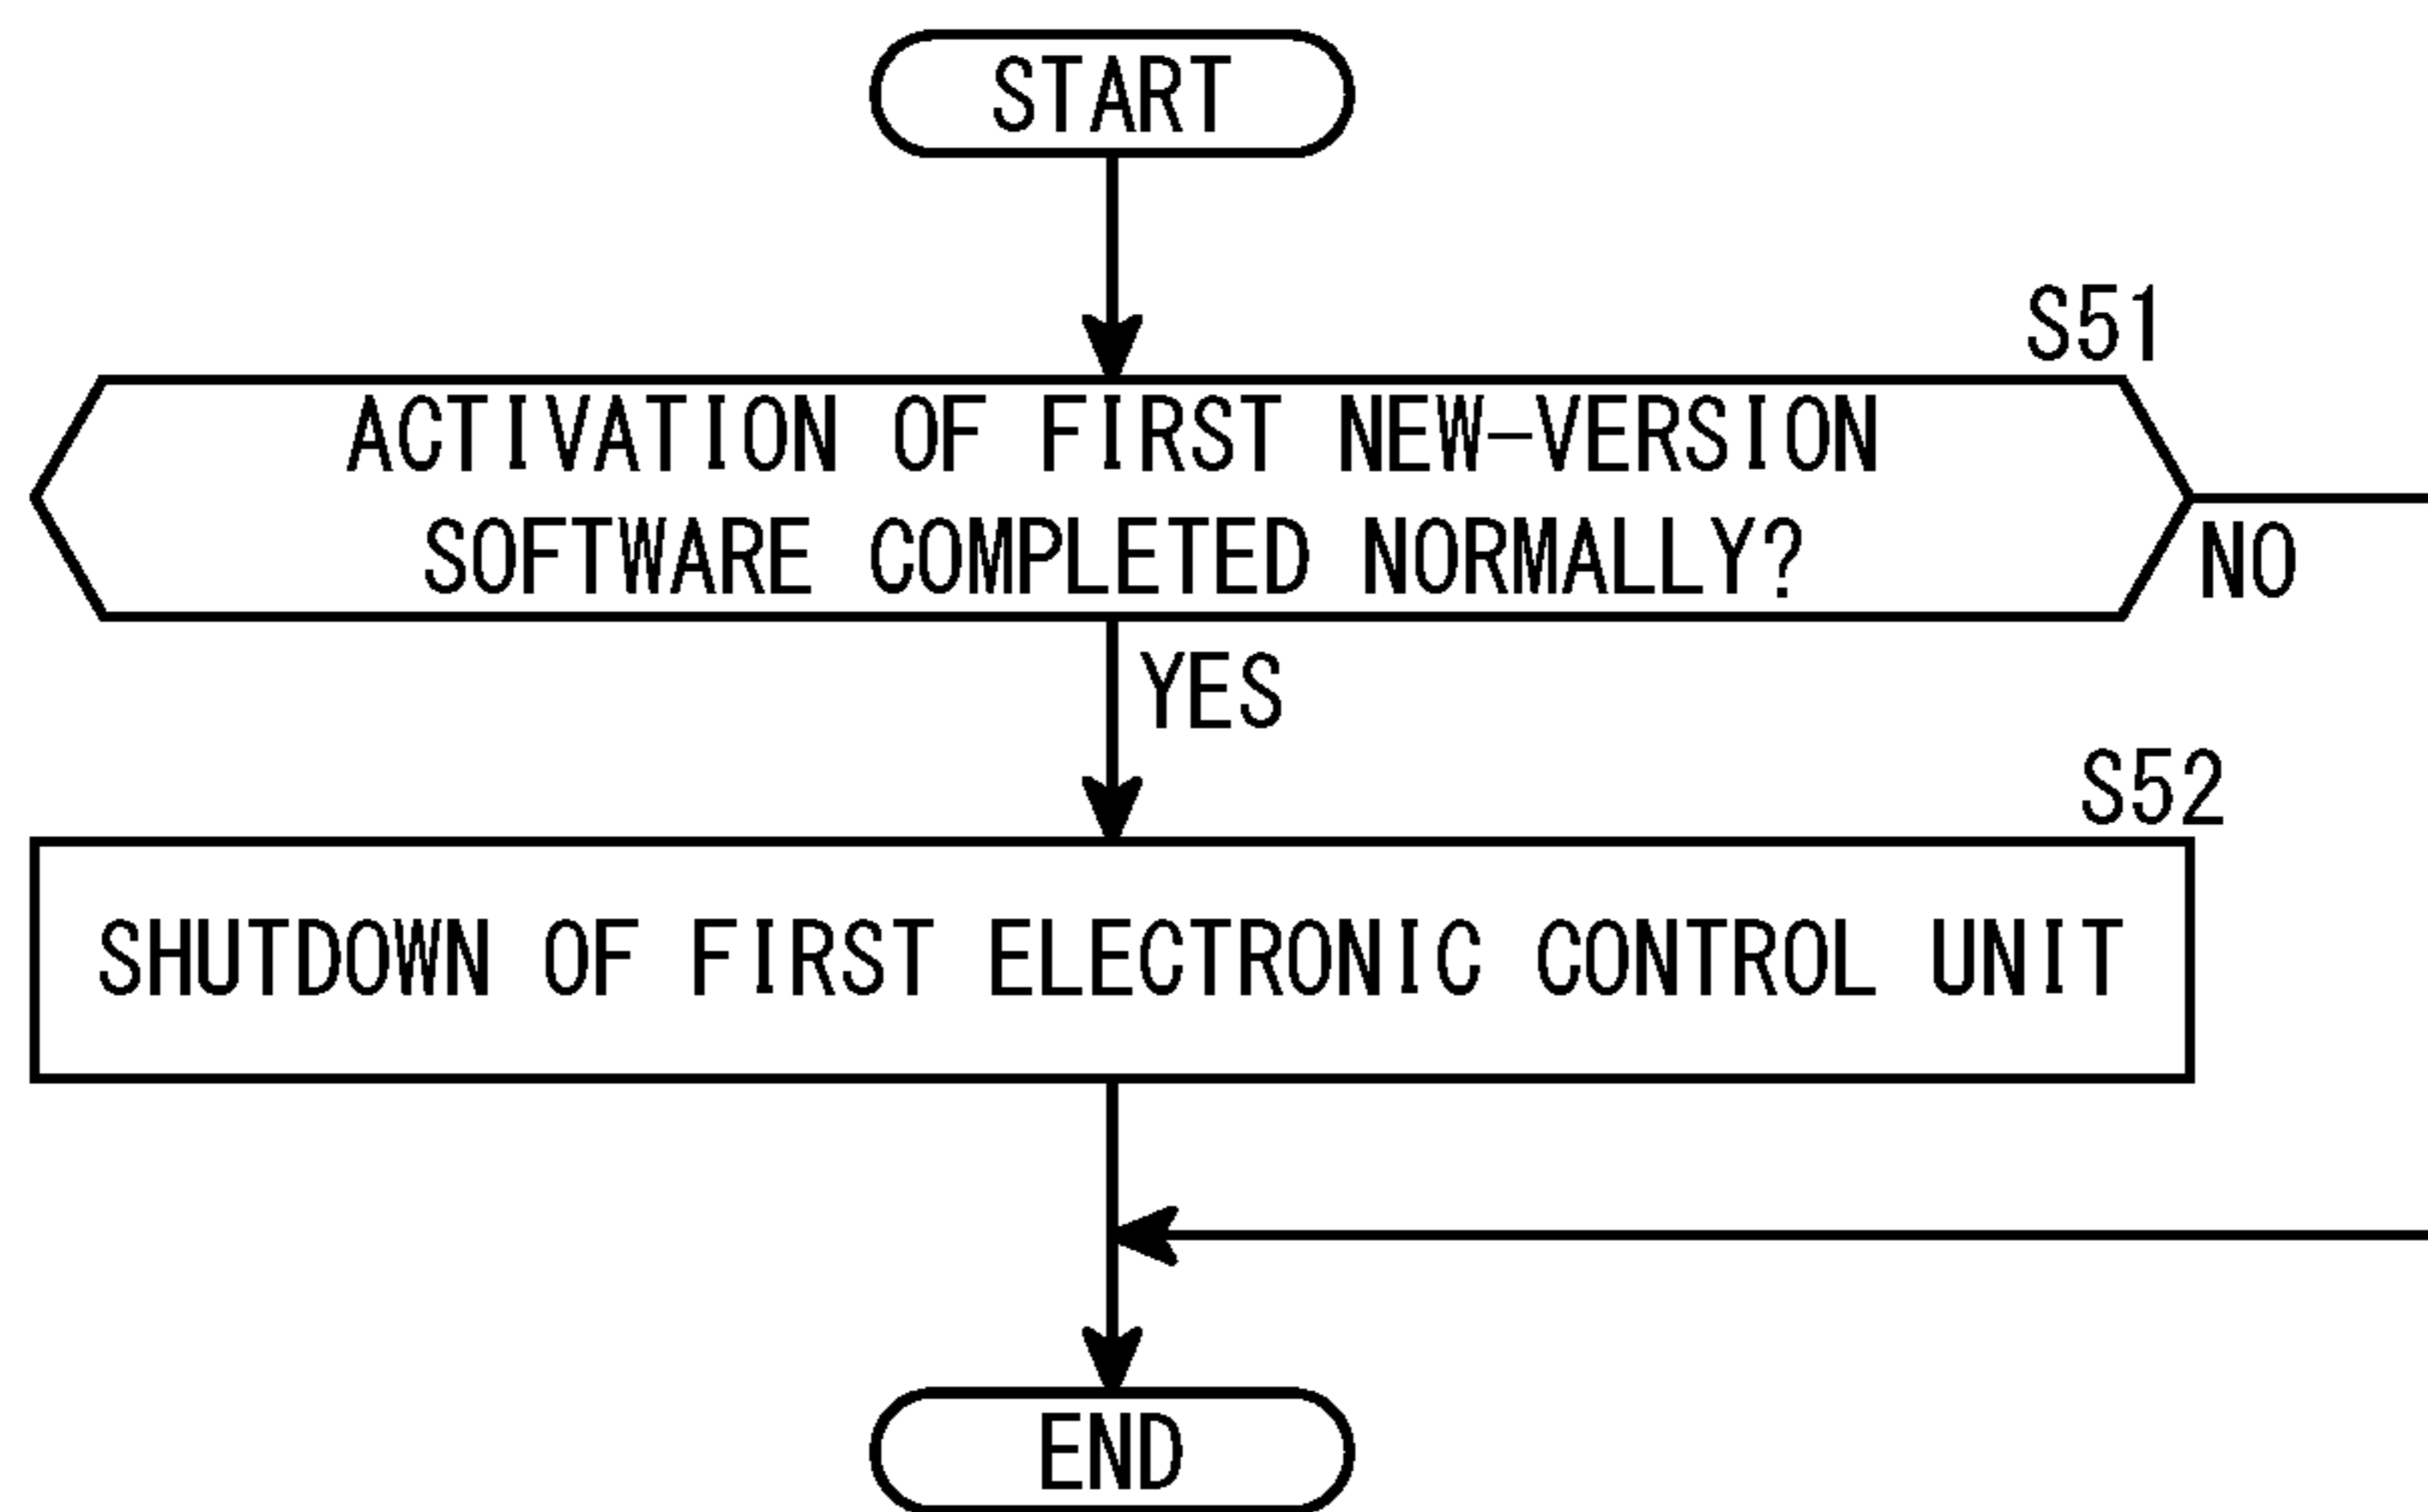 START
S51
ACTIVATION OF FIRST NEW-VERSION
SOFTWARE COMPLETED NORMALLY?
NO
YES
S52
SHUTDOWN OF FIRST ELECTRONIC CONTROL UNIT
END